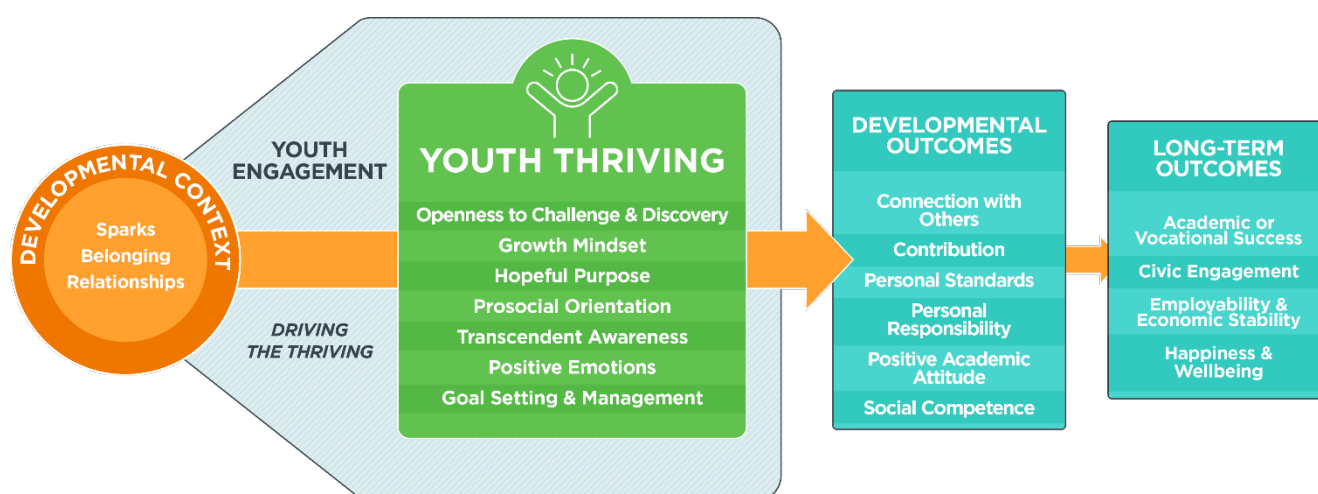 DEVELOPMENTAL CONTEXT
Sparks
Belonging
Relationships
YOUTH
ENGAGEMENT
DRIVING
THE THRIVING
YOUTH THRIVING
Openness to Challenge & Discovery
Growth Mindset
Hopeful Purpose
Prosocial Orientation
Transcendent Awareness
Positive Emotions
Goal Setting & Management
DEVELOPMENTAL
OUTCOMES
Connection with
Others
Contribution
Personal Standards
Personal
Responsibility
Positive Academic
Attitude
Social Competence
LONG-TERM
OUTCOMES
Academic or
Vocational Success
Civic Engagement
Employability &
Economic Stability
Happiness &
Wellbeing